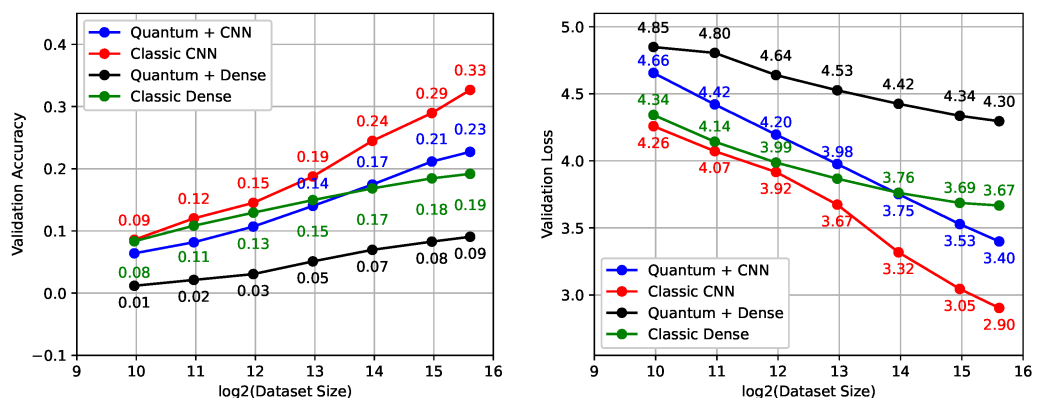 0.4
0.3
0.2
0.1
0.0
−0.1
Validation Accuracy
Quantum + CNN
Classic CNN
Quantum + Dense
Classic Dense
0.09 0.12 0.15 0.19 0.24 0.29 0.33
0.14 0.17 0.21 0.23
0.08 0.11 0.13 0.15 0.17 0.18 0.19
0.01 0.02 0.03 0.05 0.07 0.08 0.09
9 10 11 12 13 14 15 16
log2(Dataset Size)
5.0
4.5
4.0
3.5
3.0
Validation Loss
4.85 4.80 4.64 4.53 4.42 4.34 4.30
4.66 4.42 4.20 3.98 3.75 3.53 3.40
4.34 4.14 3.99 3.76 3.69 3.67
4.26 4.07 3.92 3.67 3.32 3.05 2.90
Quantum + CNN
Classic CNN
Quantum + Dense
Classic Dense
9 10 11 12 13 14 15 16
log2(Dataset Size)